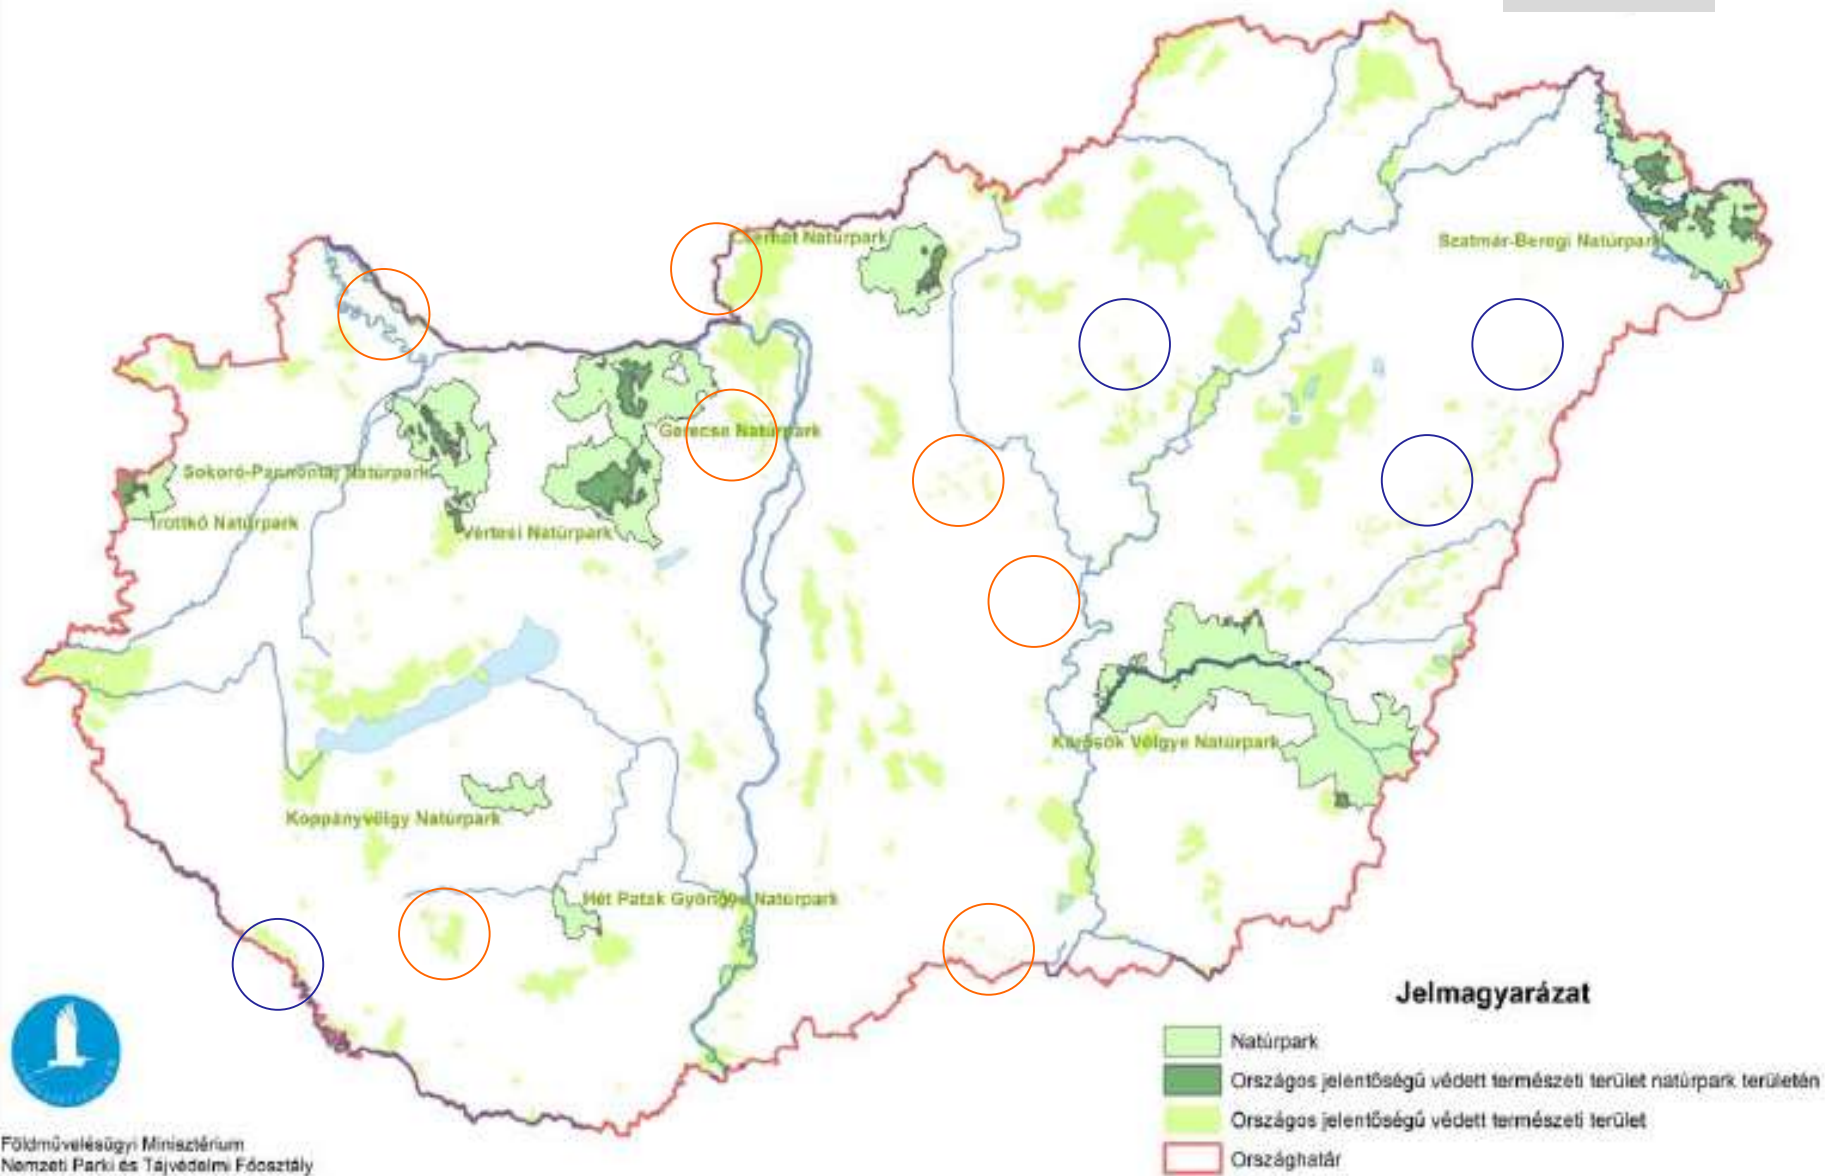 Cserhát Natúrpark
Szatmár-Beregi Natúrpark
Gerecse Natúrpark
Sokoró-Pannontáj Natúrpark
Írottkő Natúrpark
Vértesi Natúrpark
Körösök Völgye Natúrpark
Koppányvölgy Natúrpark
Hét Patak Gyöngye Natúrpark
Jelmagyarázat
Natúrpark
Országos jelentőségű védett természeti terület natúrpark területén
Országos jelentőségű védett természeti terület
Országhatár
Földművelésügyi Minisztérium
Nemzeti Parki és Tájvédelmi Főosztály